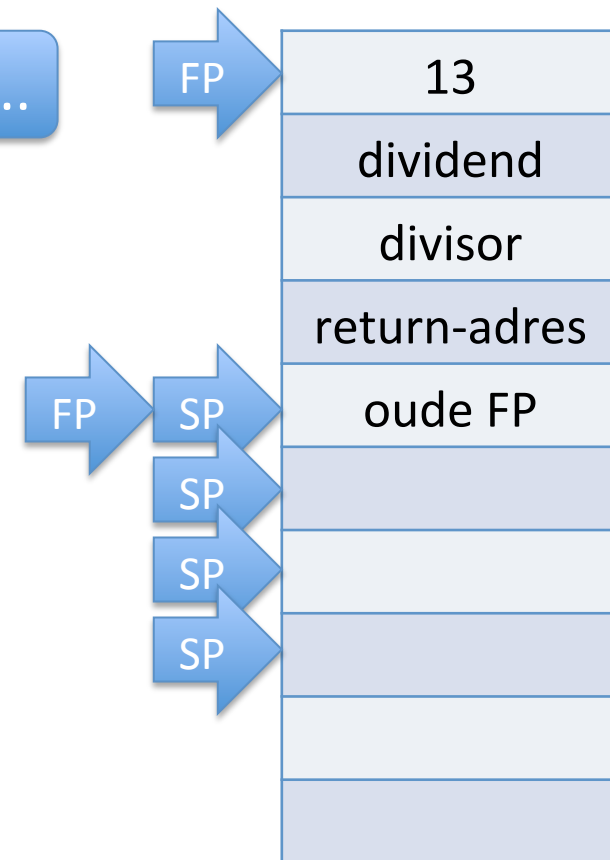 ..
FP
13
dividend
divisor
return-adres
FP
SP
oude FP
SP
SP
SP